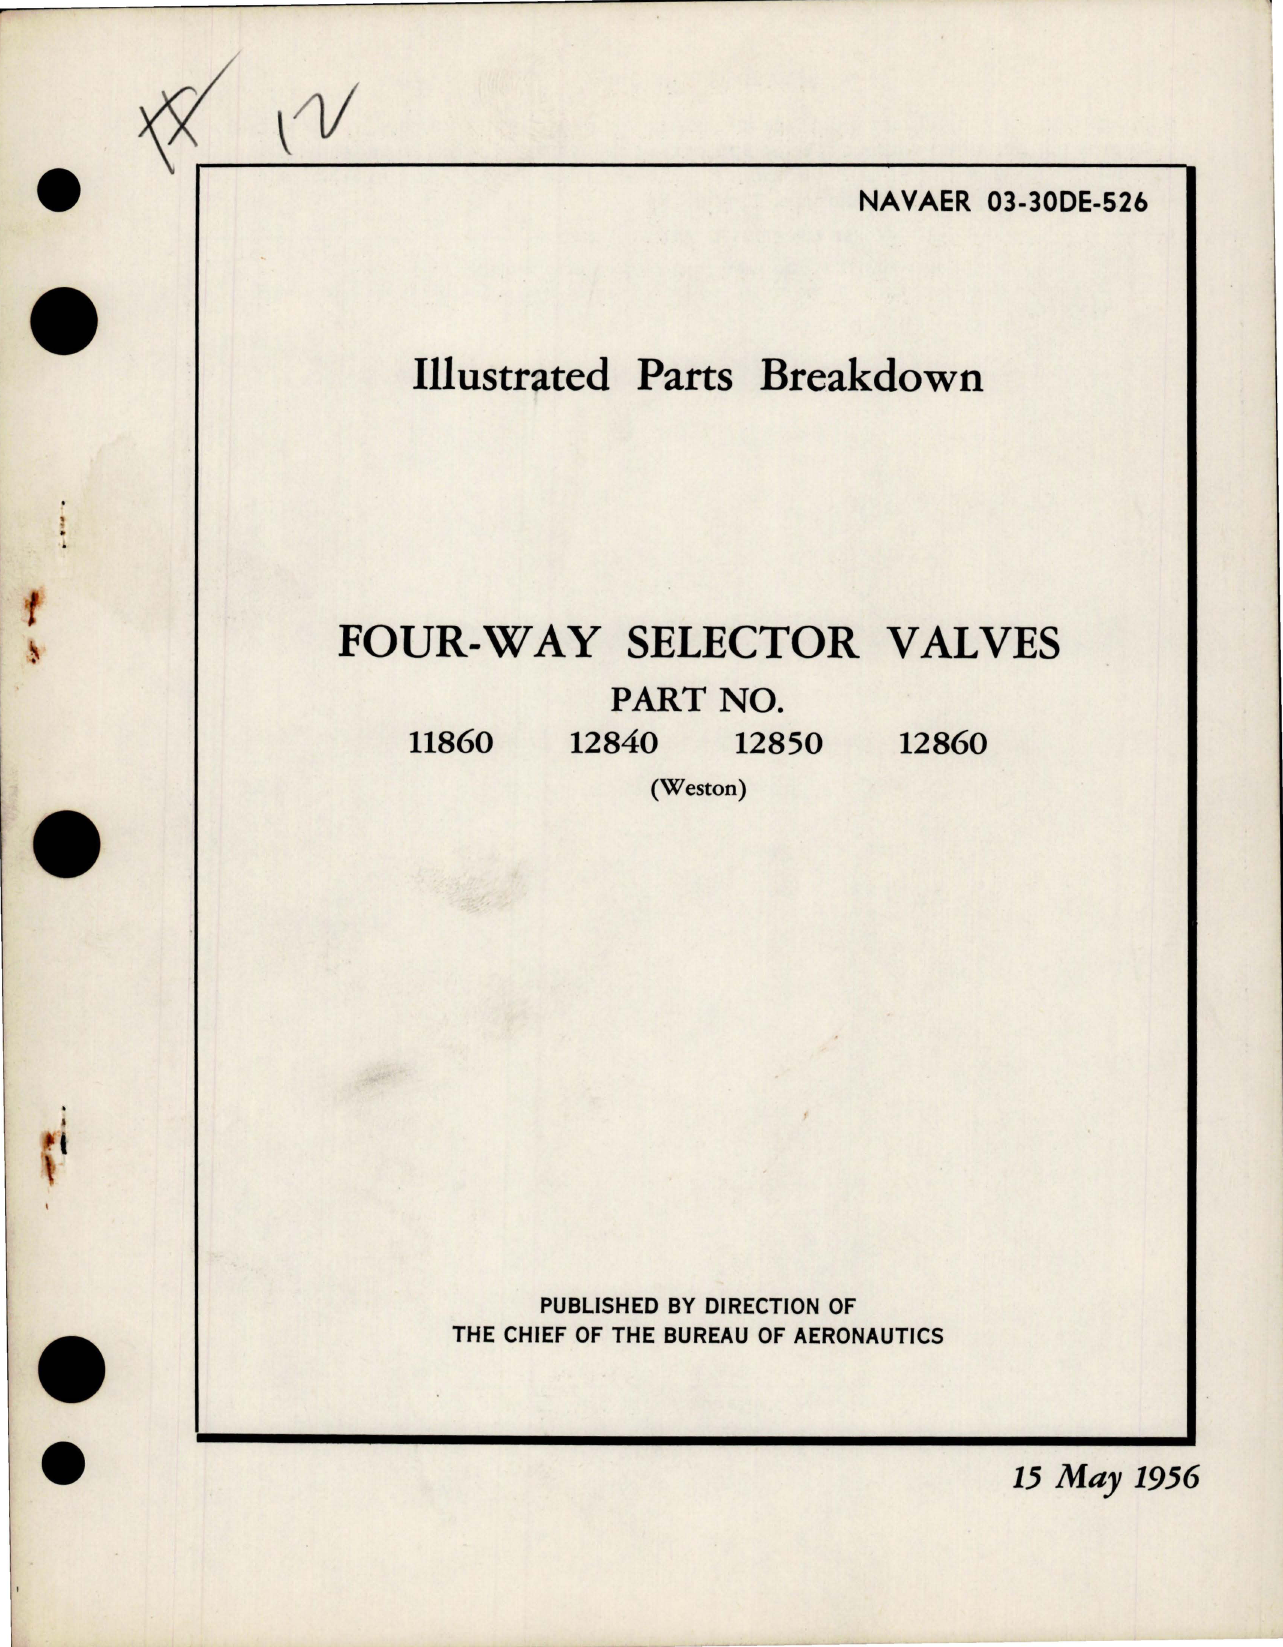 # 12
NAVAER 03-30DE-526
Illustrated Parts Breakdown
FOUR-WAY SELECTOR VALVES
PART NO.
11860 12840 12850 12860
(Weston)
PUBLISHED BY DIRECTION OF
THE CHIEF OF THE BUREAU OF AERONAUTICS
15 May 1956